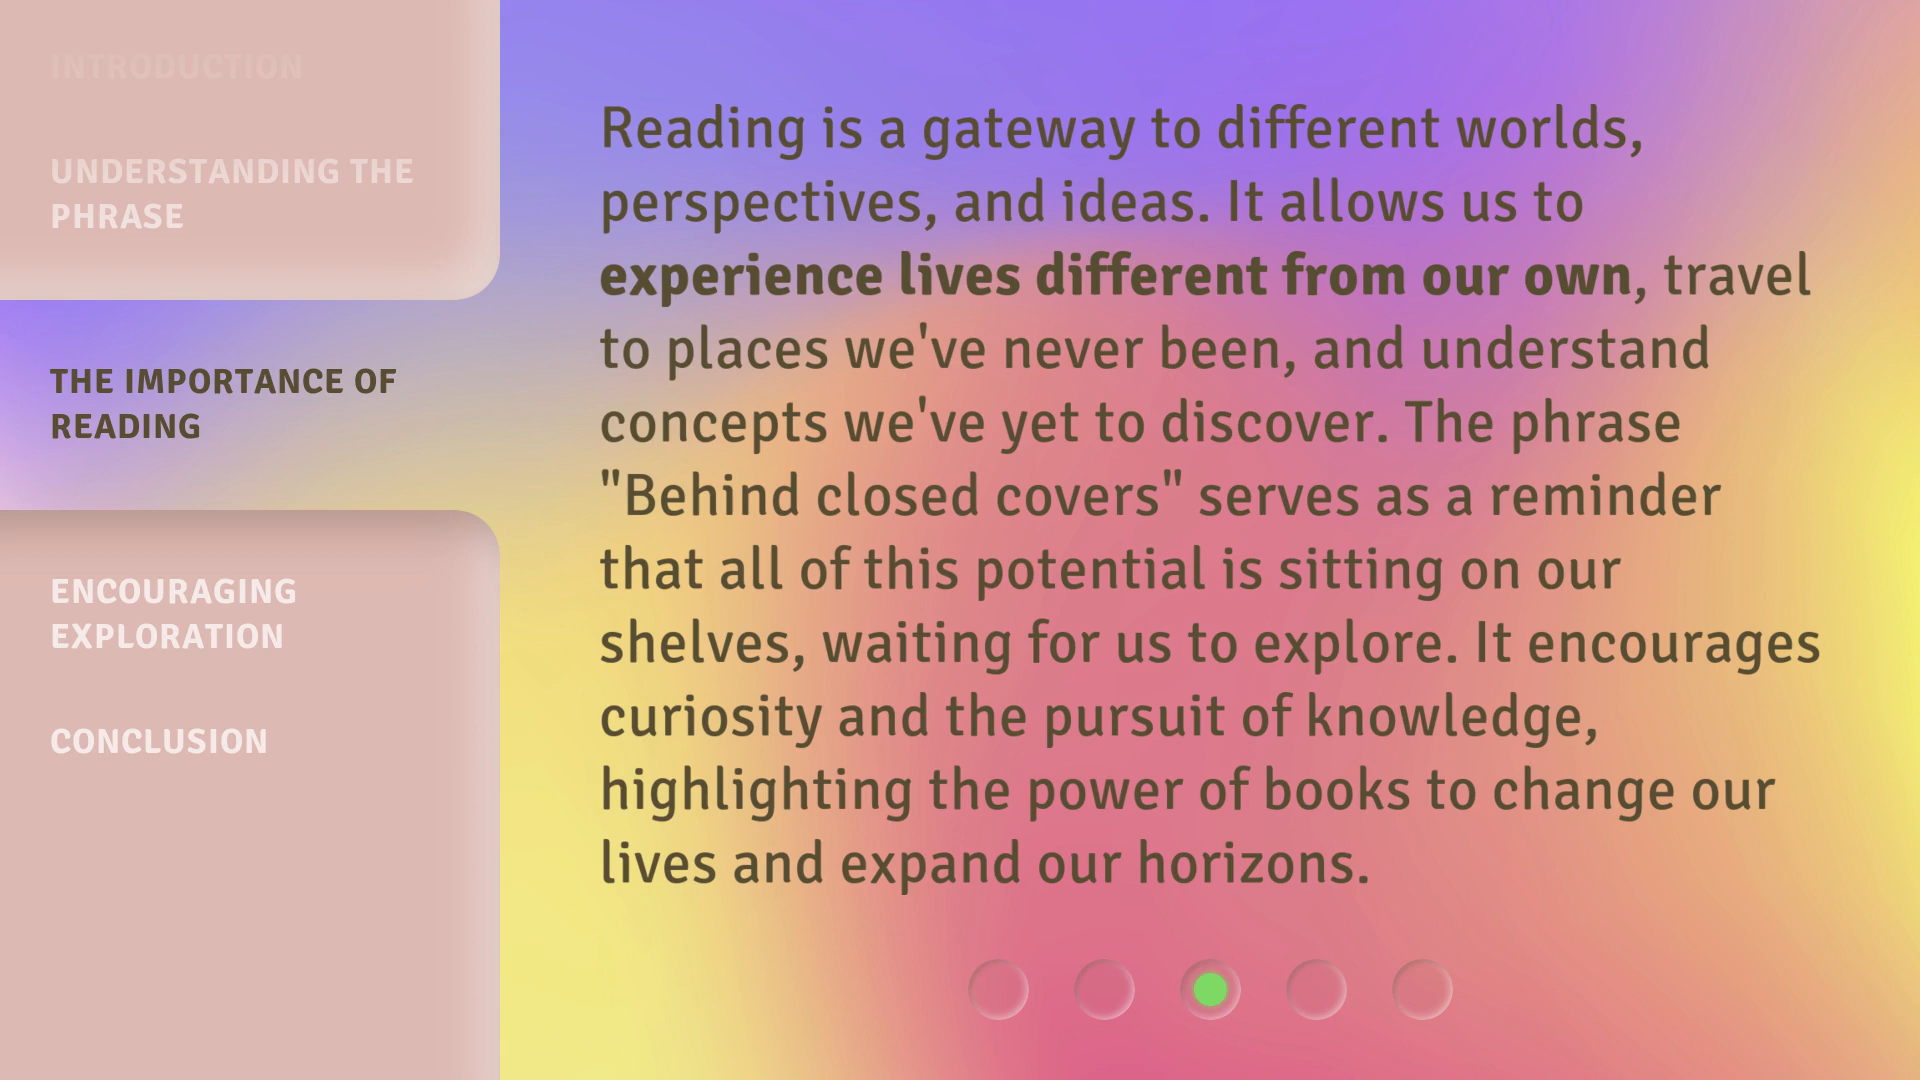 INTRODUCTION
UNDERSTANDING THE
PHRASE
THE IMPORTANCE OF
READING
ENCOURAGING
EXPLORATION
CONCLUSION
Reading is a gateway to different worlds,
perspectives, and ideas. It allows us to
experience lives different from our own, travel
to places we've never been, and understand
concepts we've yet to discover. The phrase
"Behind closed covers" serves as a reminder
that all of this potential is sitting on our
shelves, waiting for us to explore. It encourages
curiosity and the pursuit of knowledge,
highlighting the power of books to change our
lives and expand our horizons.